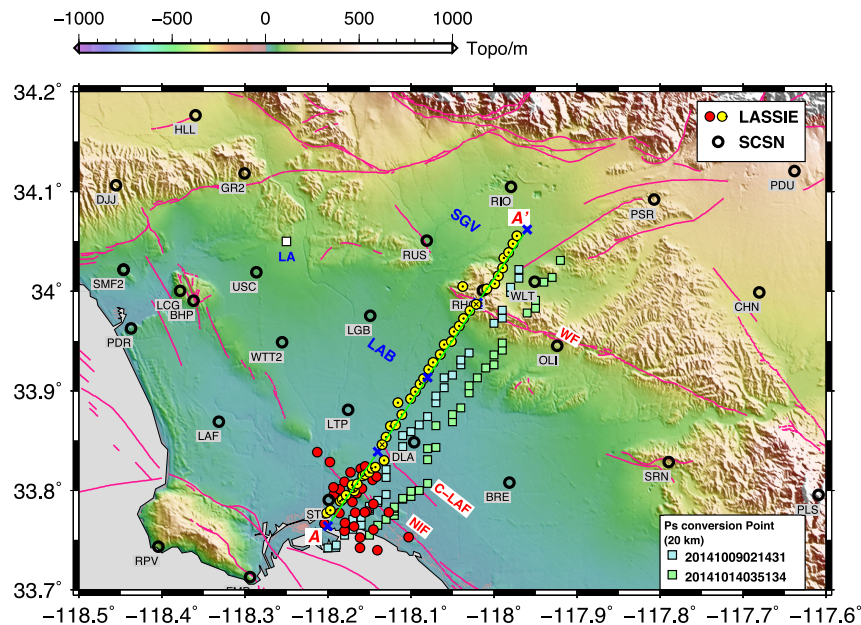 −1000 −500 0 500 1000
Topo/m
34.2°
34.1°
34°
33.9°
33.8°
33.7°
LASSIE
SCSN
HLL
DJJ
GR2
RIO
PDU
PSR
A'
SGV
RUS
LA
SMF2
USC
LCG
BHP
WLT
CHN
PDR
LGB
WTT2
LAB
WF
OLI
LAF
LTP
DLA
SRN
BRE
C−LAF
PLS
NIF
A
RPV
Ps conversion Point
(20 km)
20141009021431
20141014035134
−118.5 −118.4 −118.3 −118.2 −118.1 −118 −117.9 −117.8 −117.7 −117.6